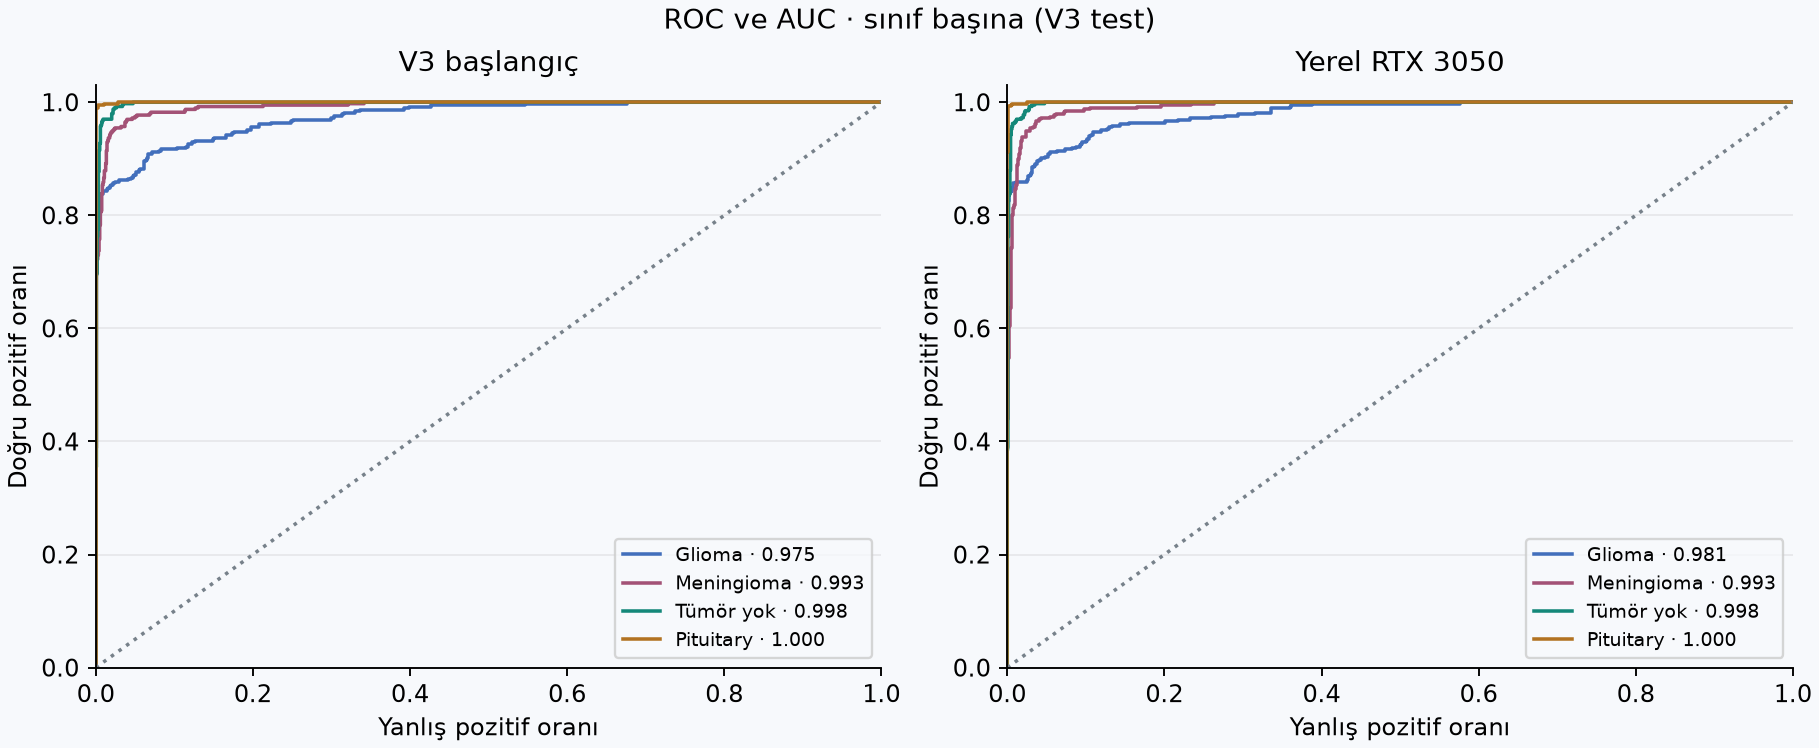 ROC ve AUC · sınıf başına (V3 test)
V3 başlangıç
Doğru pozitif oranı
1.0
0.8
0.6
0.4
0.2
0.0
Glioma · 0.975
Meningioma · 0.993
Tümör yok · 0.998
Pituitary · 1.000
0.0 0.2 0.4 0.6 0.8 1.0
Yanlış pozitif oranı
Yerel RTX 3050
Doğru pozitif oranı
1.0
0.8
0.6
0.4
0.2
0.0
Glioma · 0.981
Meningioma · 0.993
Tümör yok · 0.998
Pituitary · 1.000
0.0 0.2 0.4 0.6 0.8 1.0
Yanlış pozitif oranı